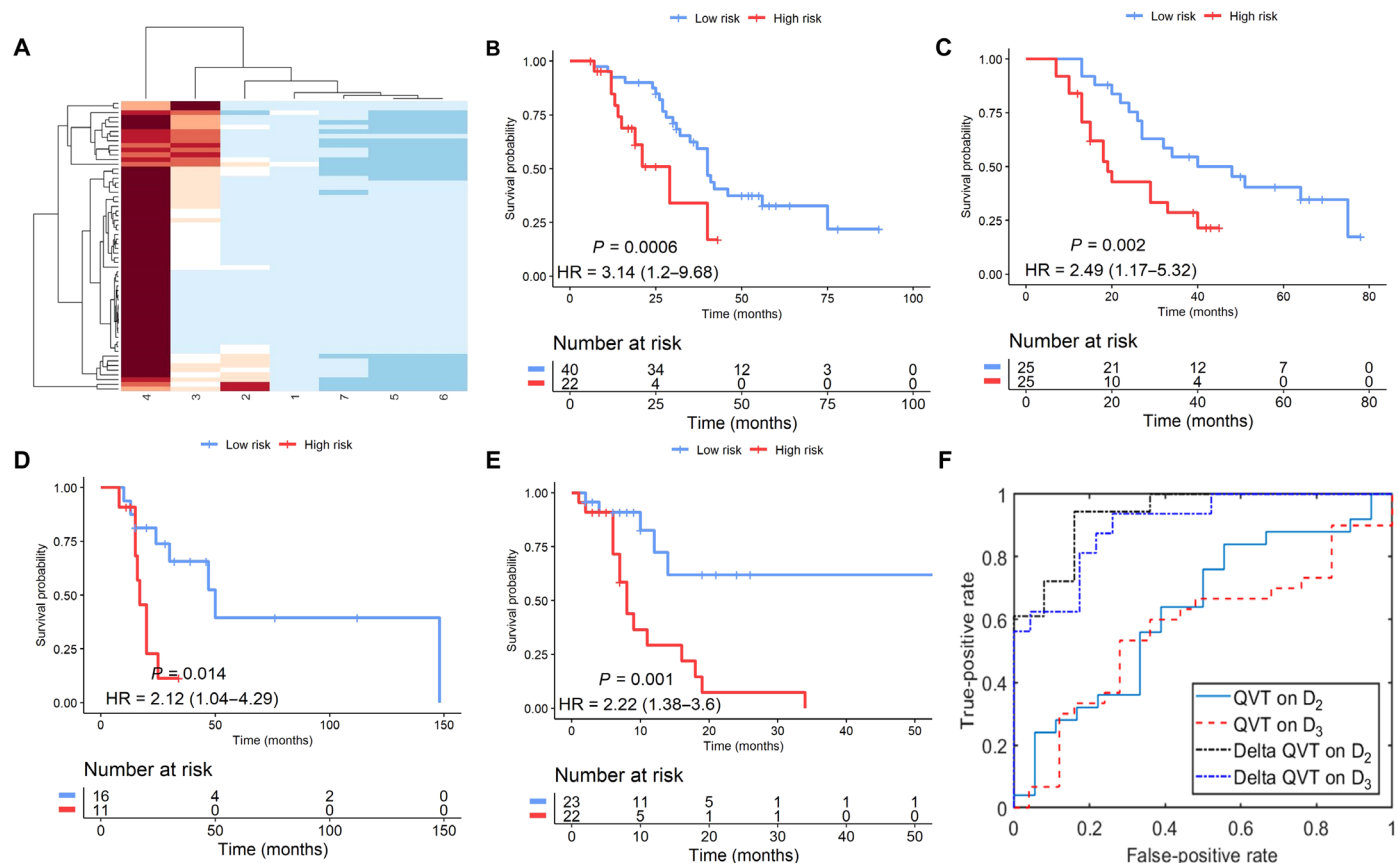 A
4 3 2 1 7 5 6
B
Low risk High risk
1.00
0.75
0.50
0.25
0.00
Survival probability
P = 0.0006
HR = 3.14 (1.2–9.68)
0 25 50 75 100
Time (months)
Number at risk
40 34 12 3 0
22 4 0 0 0
0 25 50 75 100
Time (months)
C
Low risk High risk
1.00
0.75
0.50
0.25
0.00
Survival probability
P = 0.002
HR = 2.49 (1.17–5.32)
0 20 40 60 80
Time (months)
Number at risk
25 21 12 7 0
25 10 4 0 0
0 20 40 60 80
Time (months)
D
Low risk High risk
1.00
0.75
0.50
0.25
0.00
Survival probability
P = 0.014
HR = 2.12 (1.04–4.29)
0 50 100 150
Time (months)
Number at risk
16 4 2 0
11 0 0 0
0 50 100 150
Time (months)
E
Low risk High risk
1.00
0.75
0.50
0.25
0.00
Survival probability
P = 0.001
HR = 2.22 (1.38–3.6)
0 10 20 30 40 50
Time (months)
Number at risk
23 11 5 1 1 1
22 5 1 1 0 0
0 10 20 30 40 50
Time (months)
F
1
0.8
0.6
0.4
0.2
0
True-positive rate
QVT on D2
QVT on D3
Delta QVT on D2
Delta QVT on D3
0 0.2 0.4 0.6 0.8 1
False-positive rate